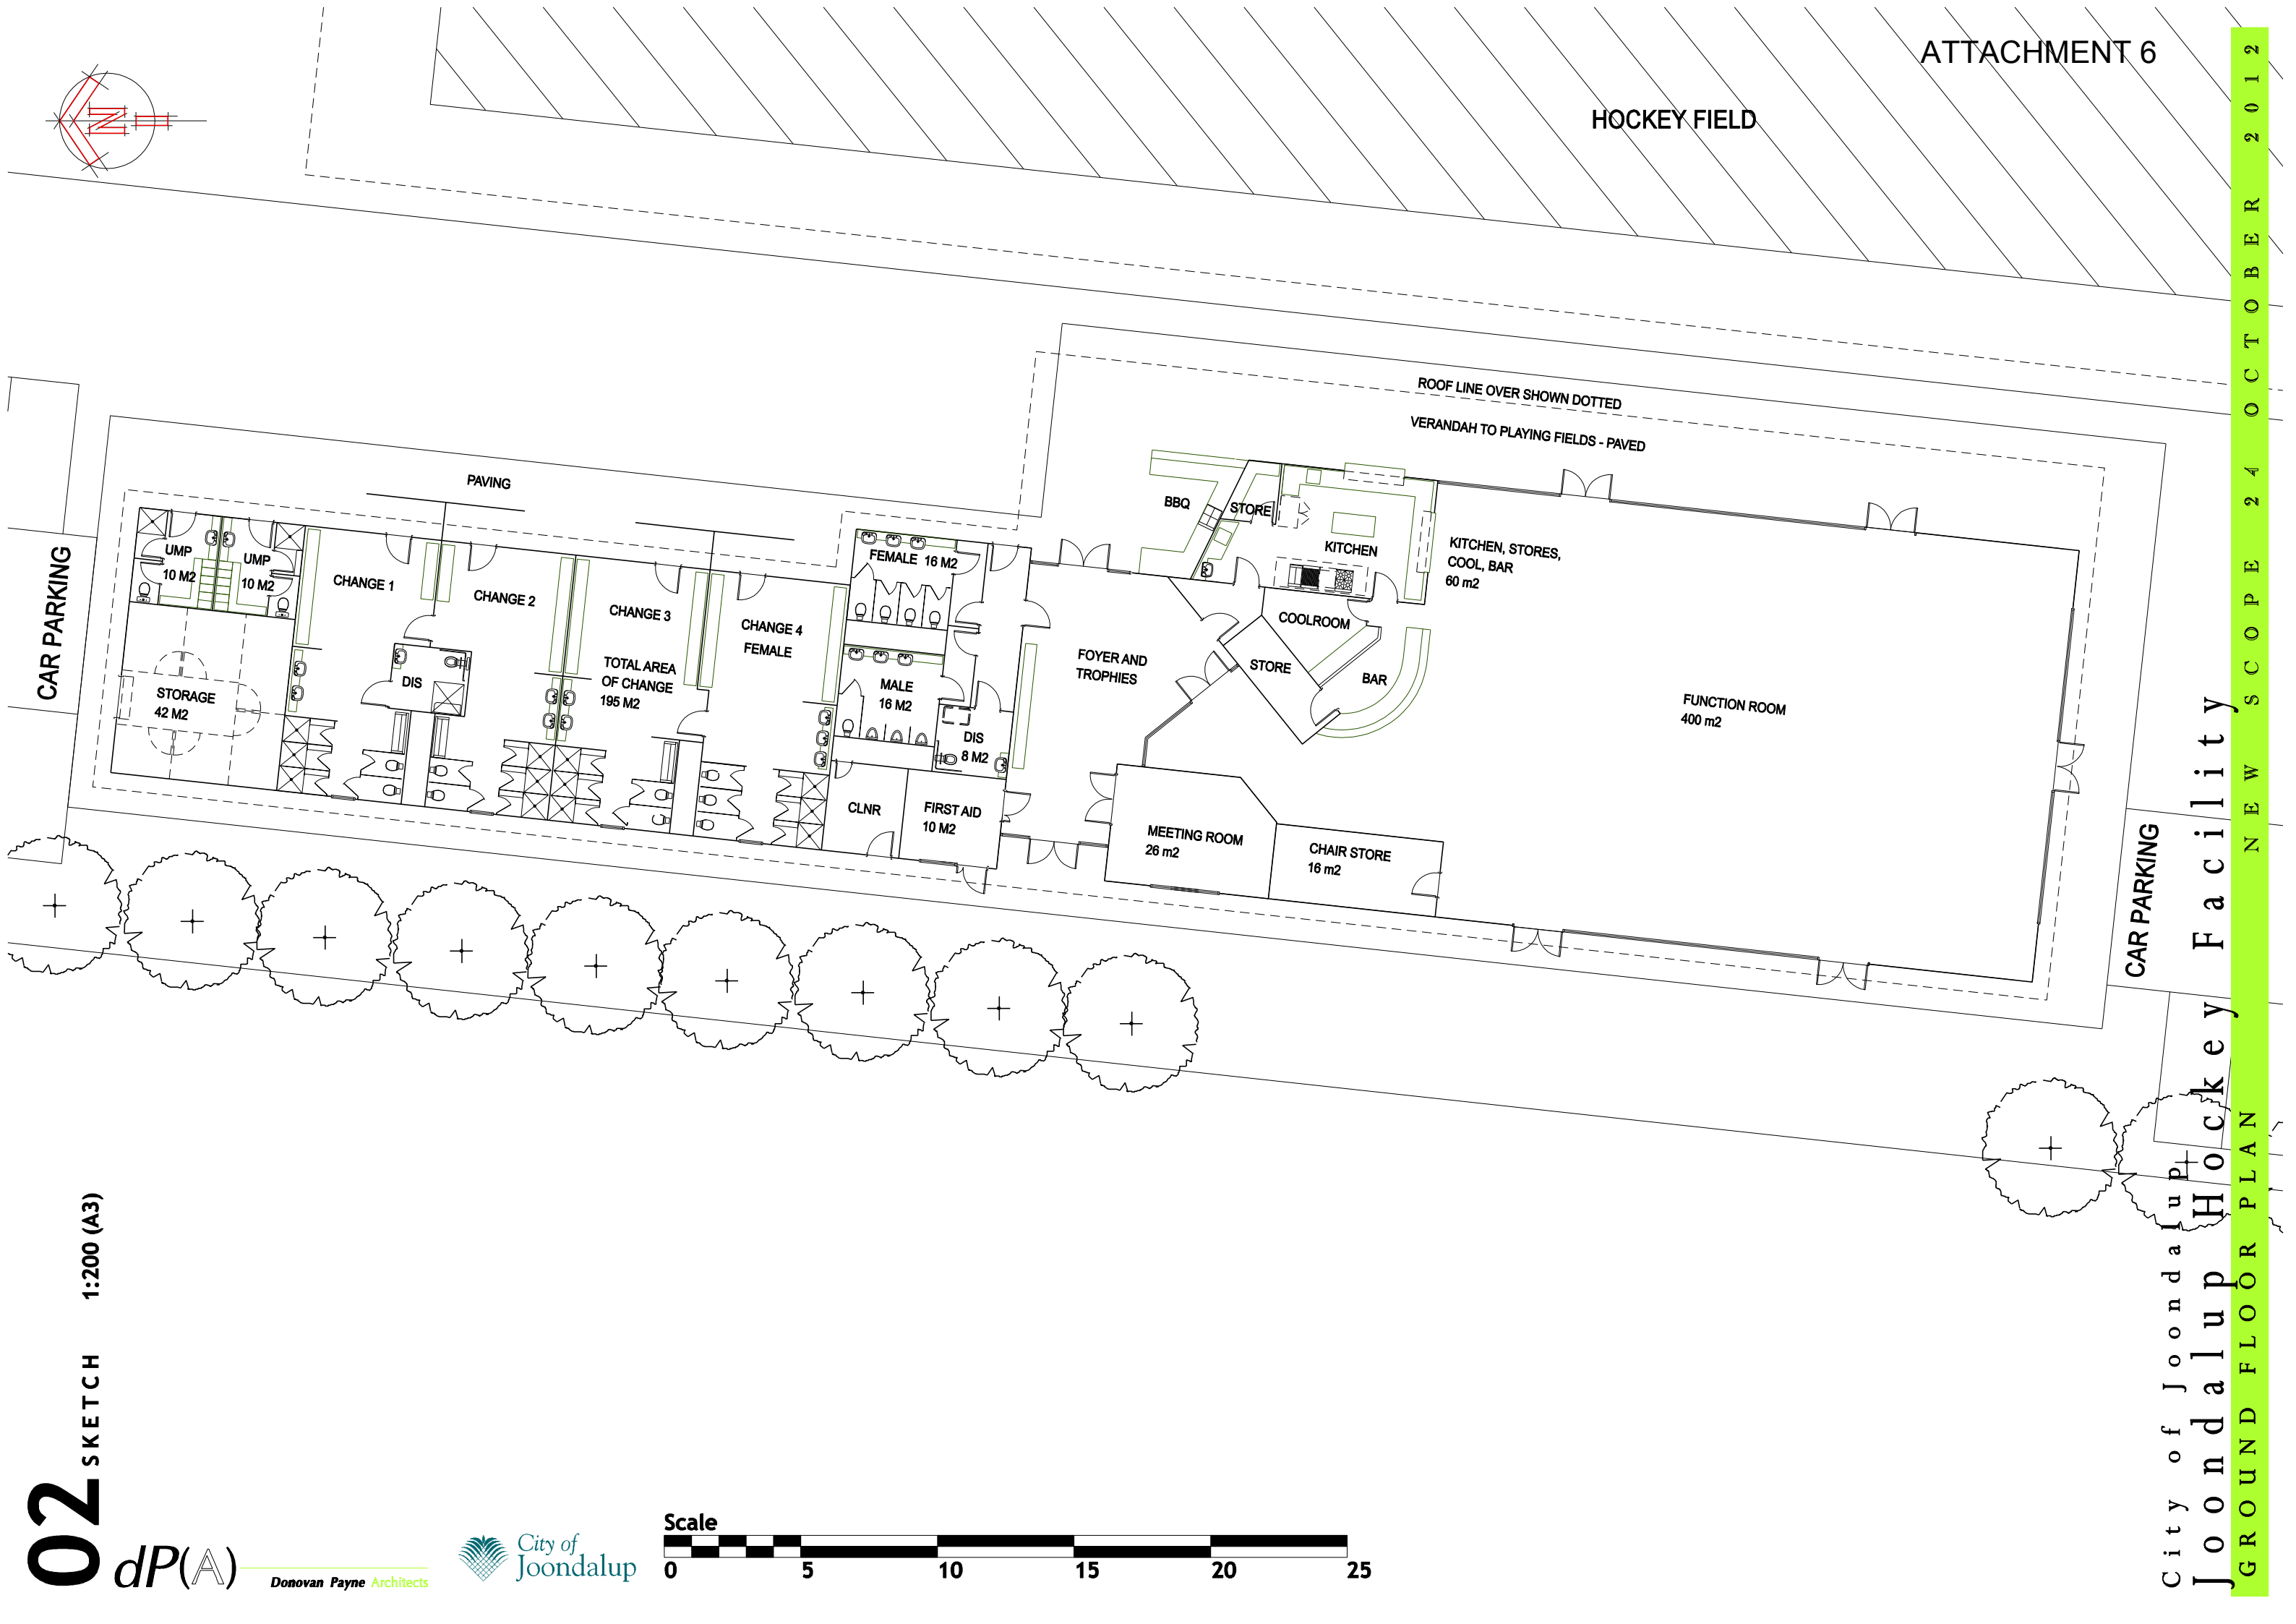 ATTACHMENT 6
HOCKEY FIELD
N
ROOF LINE OVER SHOWN DOTTED
VERANDAH TO PLAYING FIELDS - PAVED
PAVING
BBQ
STORE
KITCHEN
KITCHEN, STORES,
COOL, BAR
60 m2
UMP
10 M2
UMP
10 M2
CHANGE 1
CHANGE 2
CHANGE 3
CHANGE 4
FEMALE
TOTAL AREA
OF CHANGE
195 M2
FEMALE 16 M2
MALE
16 M2
DIS
DIS
8 M2
STORAGE
42 M2
CLNR
FIRST AID
10 M2
FOYER AND
TROPHIES
COOLROOM
STORE
BAR
FUNCTION ROOM
400 m2
MEETING ROOM
26 m2
CHAIR STORE
16 m2
CAR PARKING
CAR PARKING
02 SKETCH 1:200 (A3)
dP(A)
Donovan Payne Architects
City of
Joondalup
Scale
0 5 10 15 20 25
City of Joondalup
Joondalup Hockey Facility
GROUND FLOOR PLAN NEW SCOPE 24 OCTOBER 2012